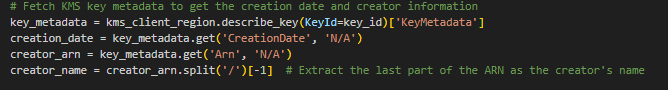 # Fetch KMS key metadata to get the creation date and creator information
key_metadata = kms_client_region.describe_key(KeyId=key_id)['KeyMetadata']
creation_date = key_metadata.get('CreationDate', 'N/A')
creator_arn = key_metadata.get('Arn', 'N/A')
creator_name = creator_arn.split('/')[-1]  # Extract the last part of the ARN as the creator's name